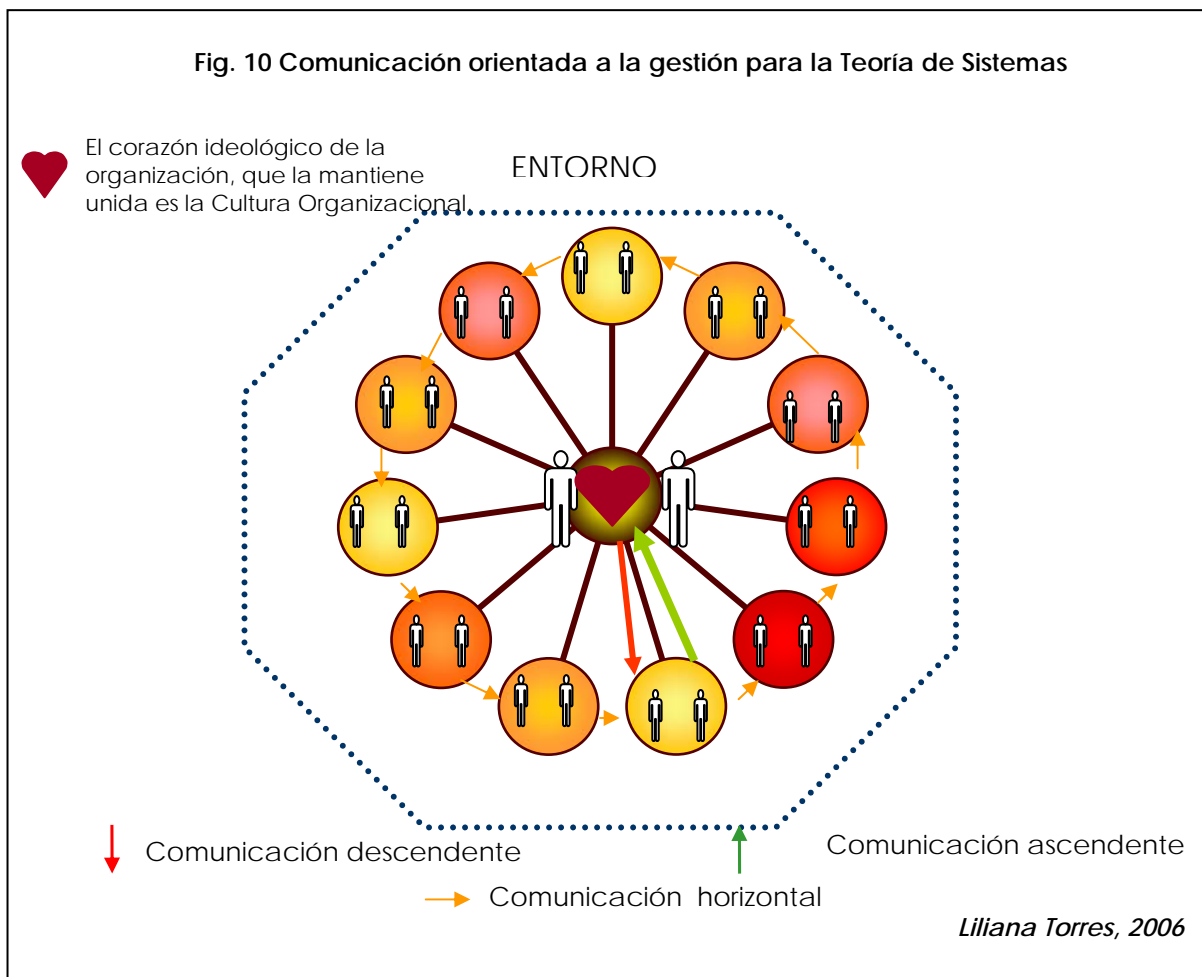 Fig. 10 Comunicación orientada a la gestión para la Teoría de Sistemas
El corazón ideológico de la
organización, que la mantiene
unida es la Cultura Organizacional.
ENTORNO
Comunicación descendente
Comunicación ascendente
Comunicación horizontal
Liliana Torres, 2006